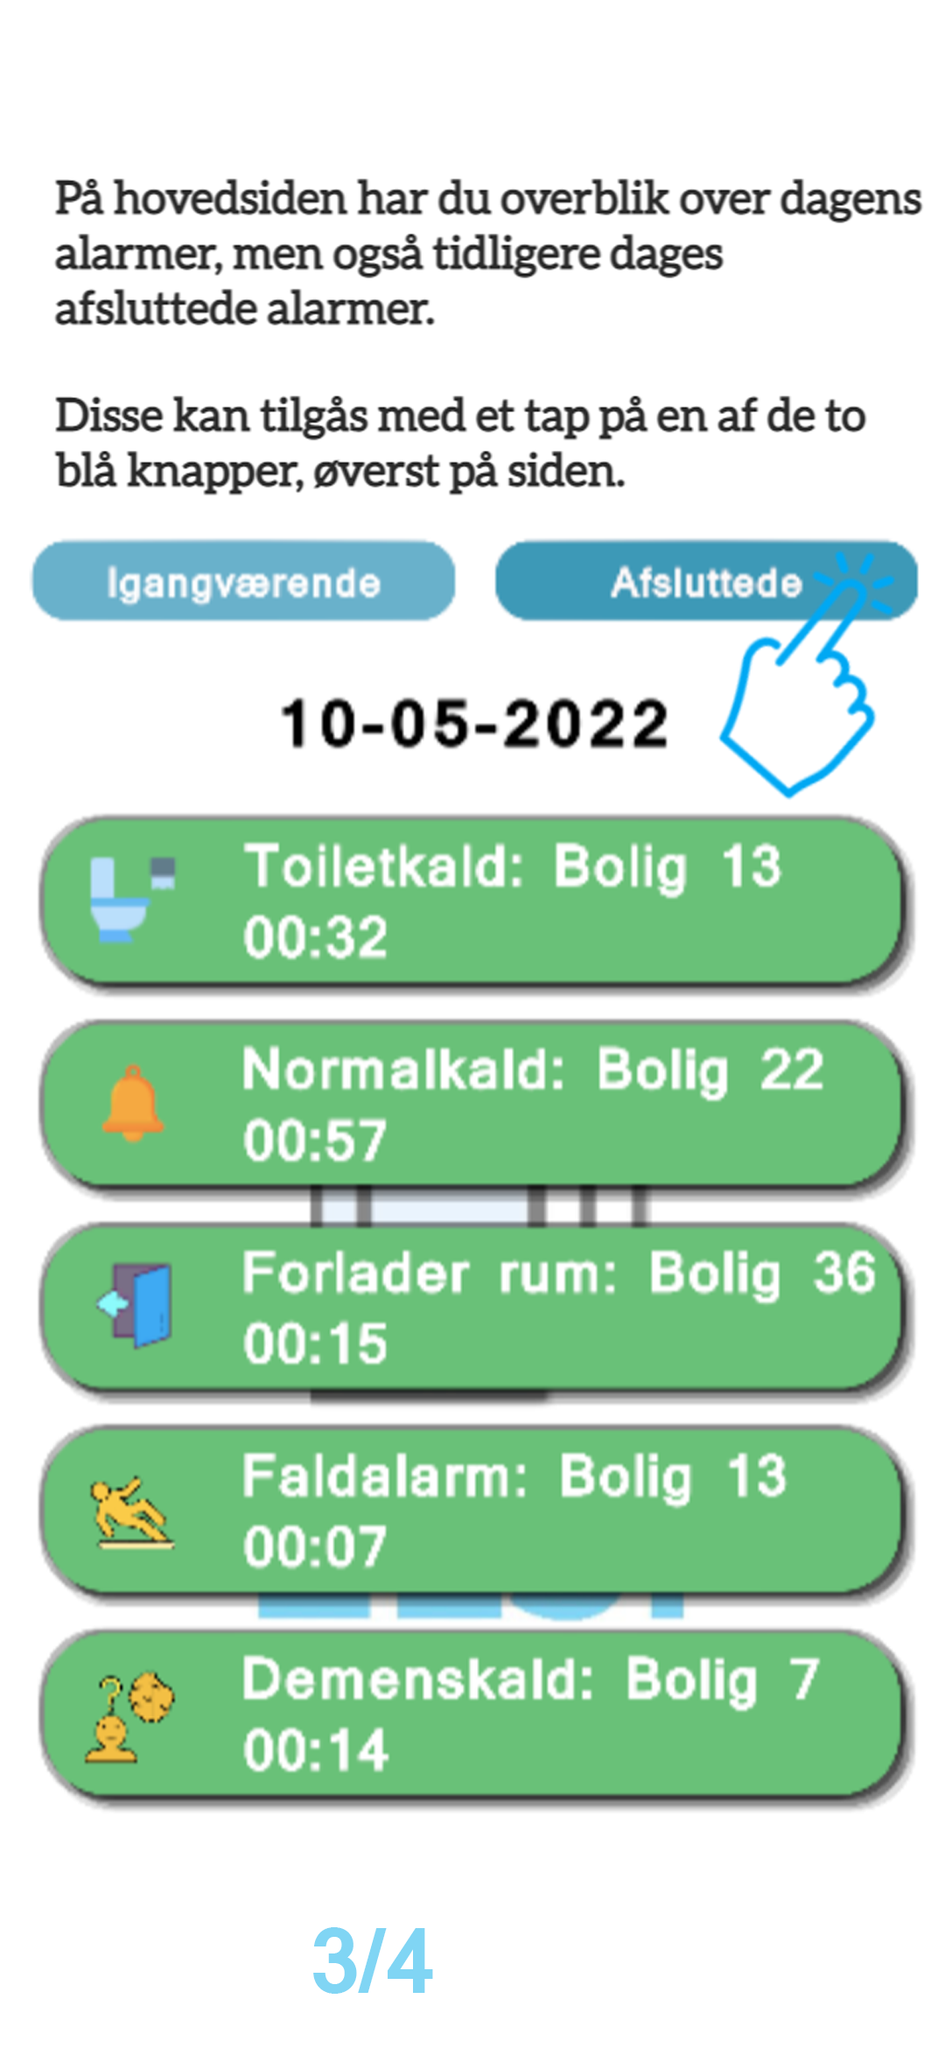 På hovedsiden har du overblik over dagens
alarmer, men også tidligere dages
afsluttede alarmer.
Disse kan tilgås med et tap på en af de to
blå knapper, øverst på siden.
Igangværende
Afsluttede
10-05-2022
Toiletkald: Bolig 13
00:32
Normalkald: Bolig 22
00:57
Forlader rum: Bolig 36
00:15
Faldalarm: Bolig 13
00:07
Demenskald: Bolig 7
00:14
3/4